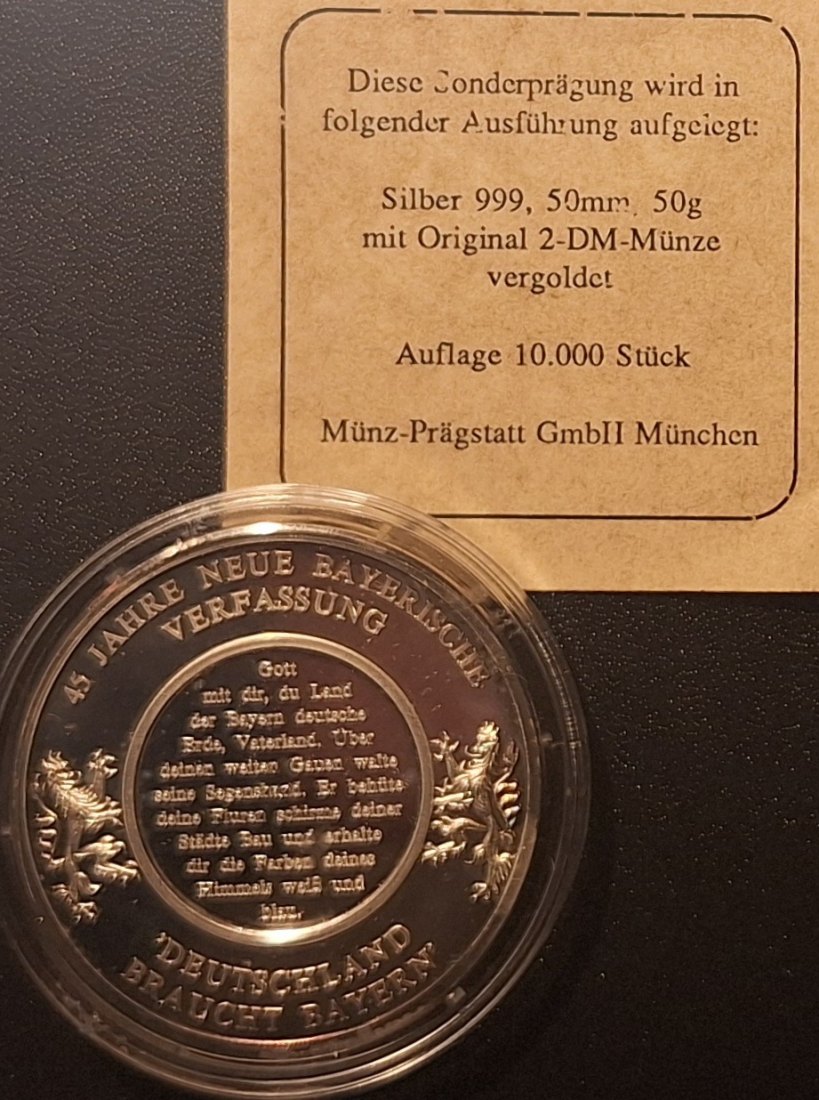 Diese Sonderprägung wird in
folgender Ausführung aufgelegt:
Silber 999, 50mm, 50g
mit Original 2-DM-Münze
vergoldet
Auflage 10.000 Stück
Münz-Prägstatt GmbH München
45 JAHRE NEUE BAYERISCHE
VERFASSUNG
Gott
mit dir, du Land
der Bayern deutsche
Erde, Vaterland. Über
deinen weiten Gauen walte
seine Segenshand. Er behüte
deine Fluren schirme deiner
Städte Bau und erhalte
dir die Farben deines
Himmels weiß und
blau.
'DEUTSCHLAND
BRAUCHT BAYERN'